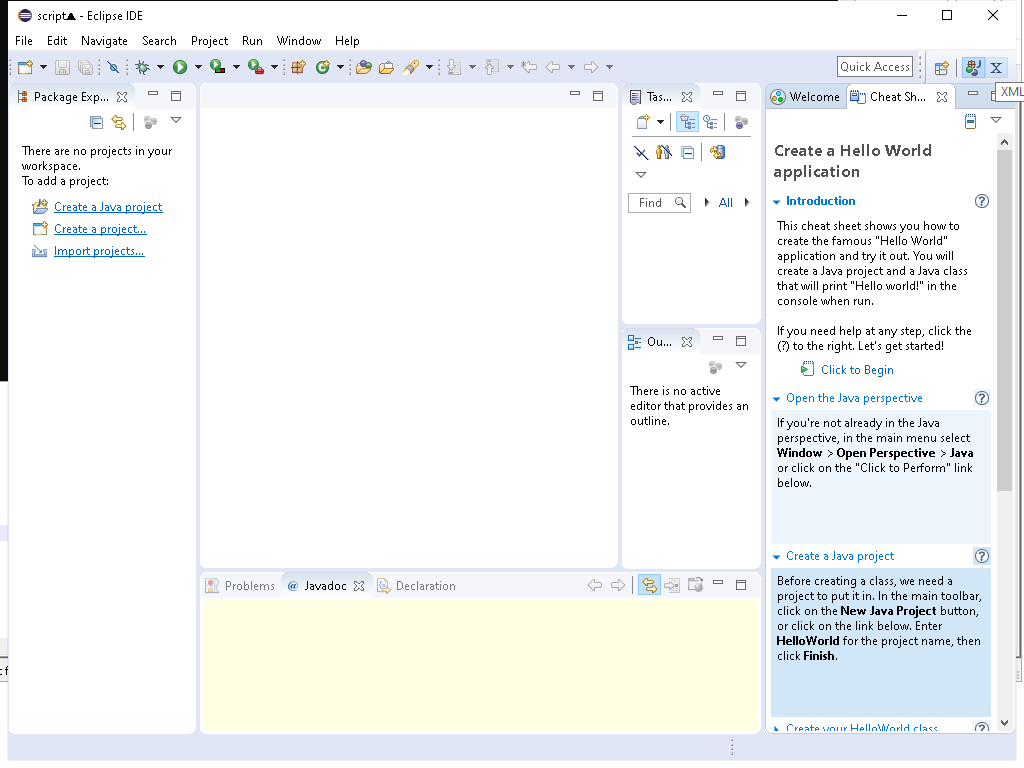 script▲ - Eclipse IDE
File Edit Navigate Search Project Run Window Help
Quick Access
XML
Package Exp...
There are no projects in your
workspace.
To add a project:
Create a Java project
Create a project...
Import projects...
Tas...
Find
All
Ou...
There is no active
editor that provides an
outline.
Problems @ Javadoc Declaration
Welcome Cheat Sh...
Create a Hello World
application
Introduction
This cheat sheet shows you how to
create the famous "Hello World"
application and try it out. You will
create a Java project and a Java class
that will print "Hello world!" in the
console when run.
If you need help at any step, click the
(?) to the right. Let's get started!
Click to Begin
Open the Java perspective
If you're not already in the Java
perspective, in the main menu select
Window > Open Perspective > Java
or click on the "Click to Perform" link
below.
Create a Java project
Before creating a class, we need a
project to put it in. In the main toolbar,
click on the New Java Project button,
or click on the link below. Enter
HelloWorld for the project name, then
click Finish.
Create your HelloWorld class